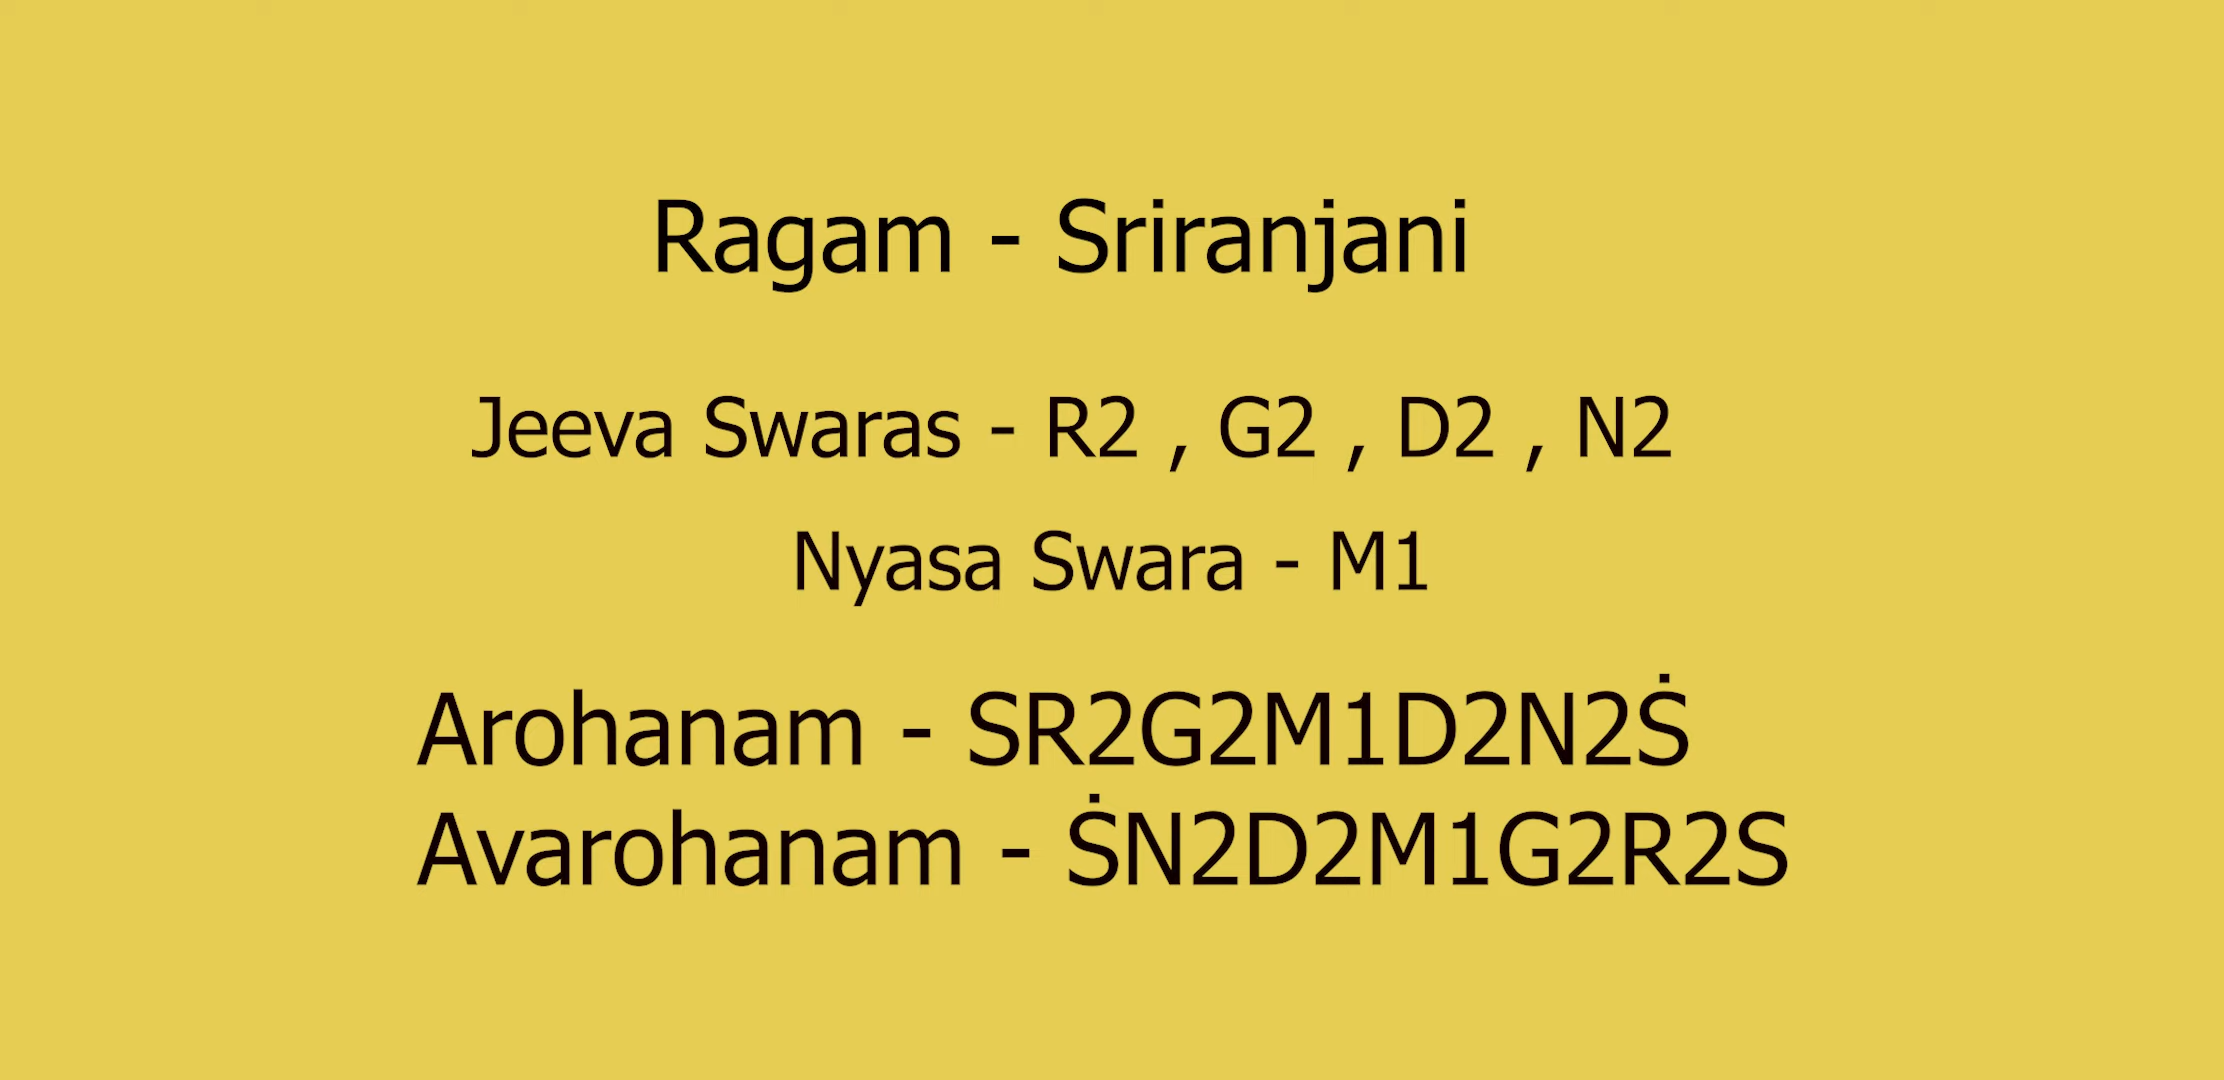 Ragam - Sriranjani
Jeeva Swaras - R2 , G2 , D2 , N2
Nyasa Swara - M1
Arohanam - SR2G2M1D2N2Ṡ
Avarohanam - ṠN2D2M1G2R2S